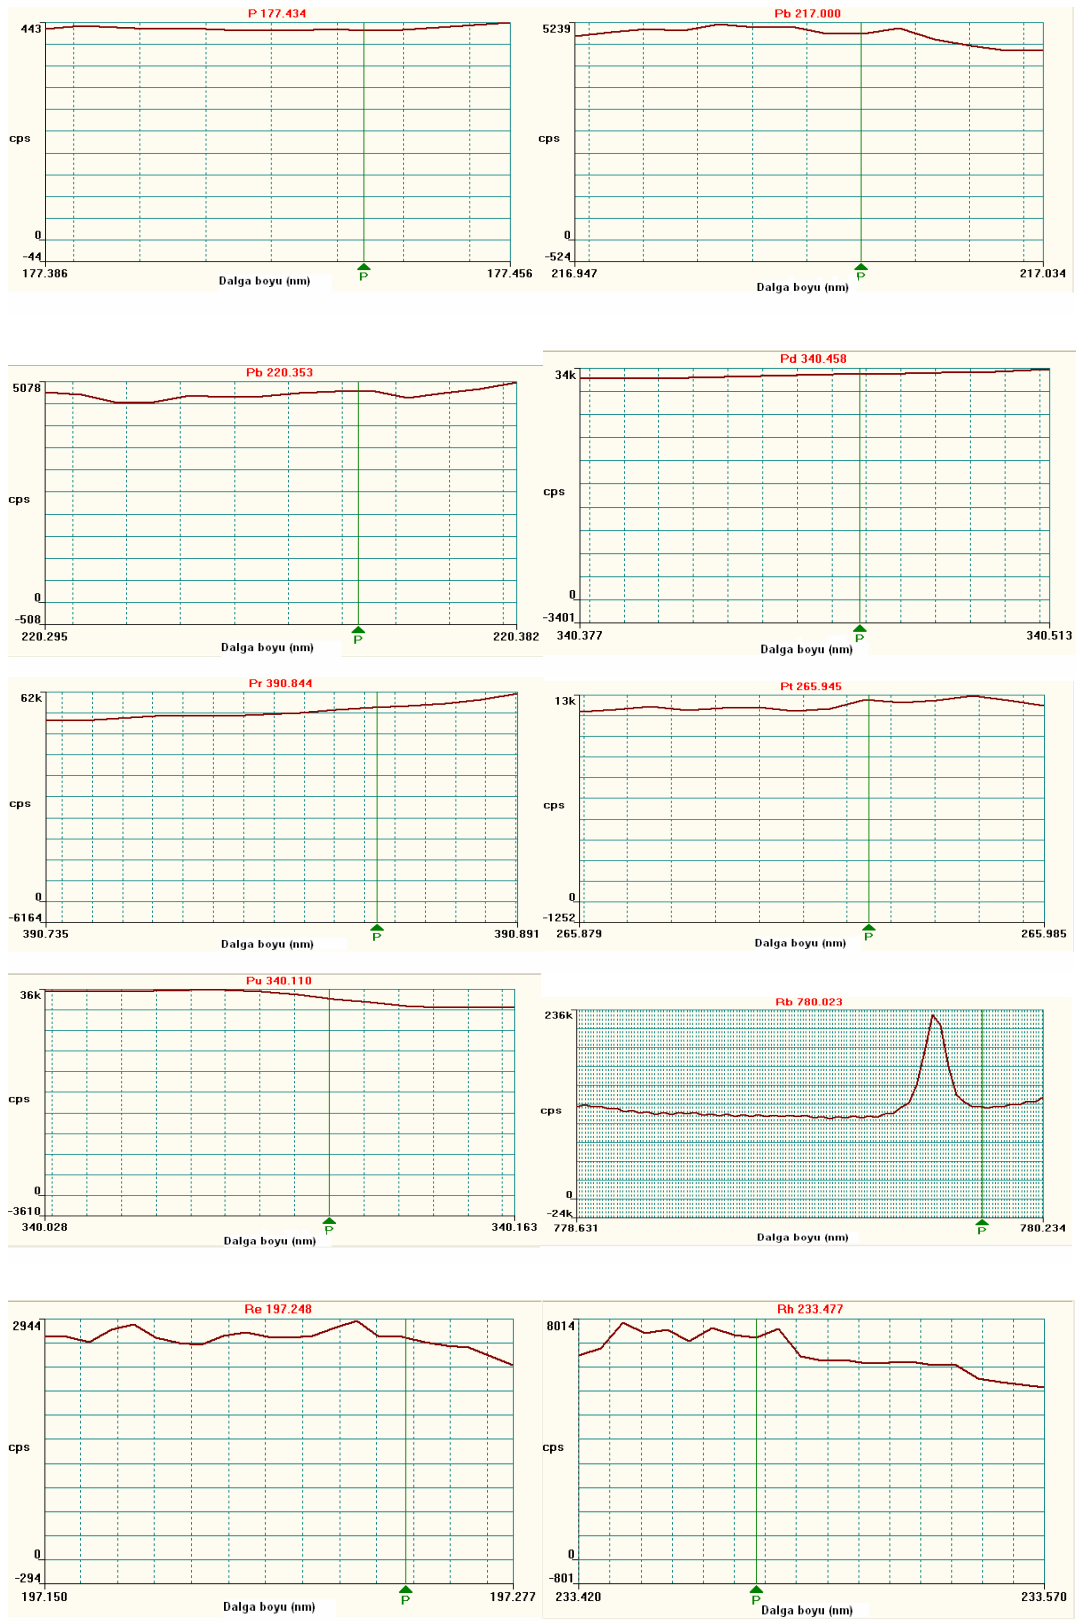 P 177.434
443
cps
0
-44
177.386
P
177.456
Dalga boyu (nm)
Pb 217.000
5239
cps
0
-524
216.947
P
217.034
Dalga boyu (nm)
Pb 220.353
5078
cps
0
-508
220.295
P
220.382
Dalga boyu (nm)
Pd 340.458
34k
cps
0
-3401
340.377
P
340.513
Dalga boyu (nm)
Pr 390.844
62k
cps
0
-6164
390.735
P
390.891
Dalga boyu (nm)
Pt 265.945
13k
cps
0
-1252
265.879
P
265.985
Dalga boyu (nm)
Pu 340.110
36k
cps
0
-3610
340.028
P
340.163
Dalga boyu (nm)
Rb 780.023
236k
cps
0
-24k
778.631
P
780.234
Dalga boyu (nm)
Re 197.248
2944
cps
0
-294
197.150
P
197.277
Dalga boyu (nm)
Rh 233.477
8014
cps
0
-801
233.420
P
233.570
Dalga boyu (nm)